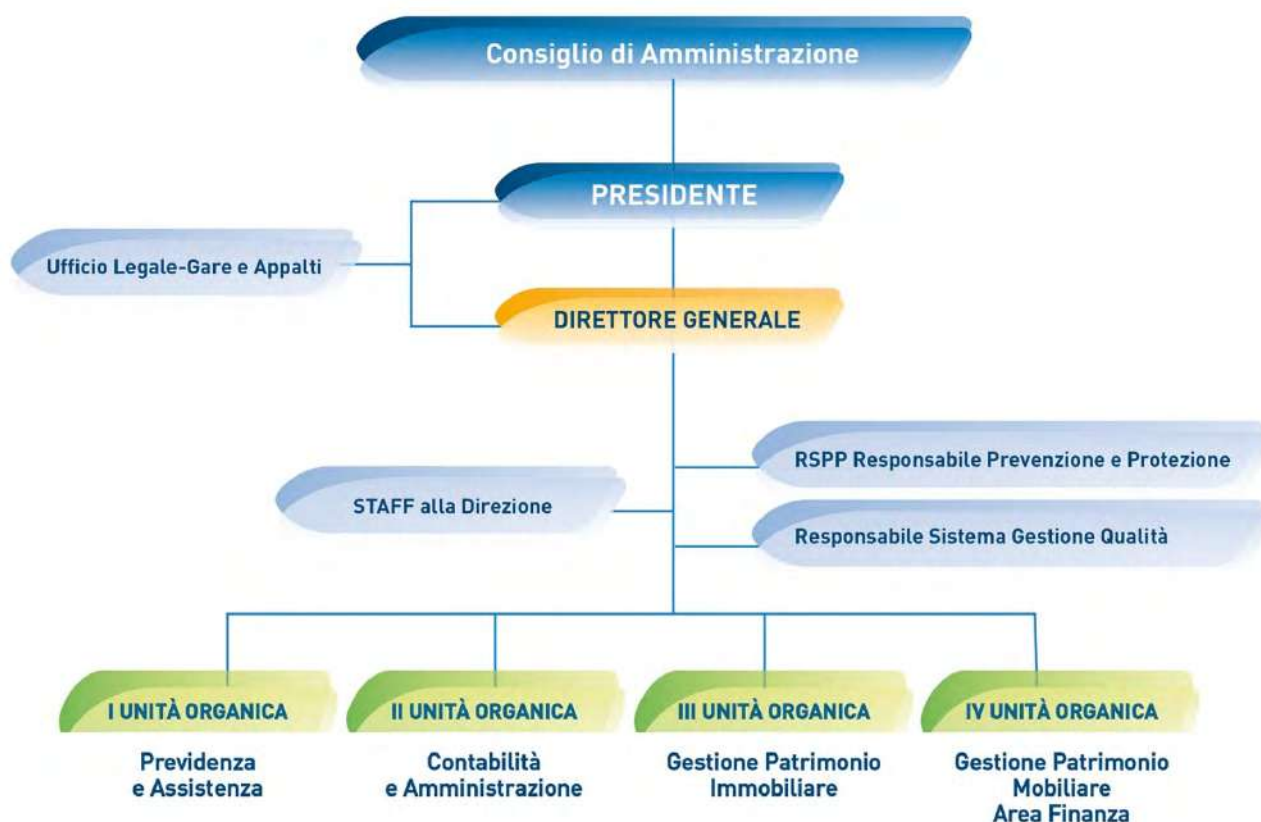 Consiglio di Amministrazione
PRESIDENTE
Ufficio Legale-Gare e Appalti
DIRETTORE GENERALE
RSPP Responsabile Prevenzione e Protezione
STAFF alla Direzione
Responsabile Sistema Gestione Qualità
I UNITÀ ORGANICA
Previdenza
e Assistenza
II UNITÀ ORGANICA
Contabilità
e Amministrazione
III UNITÀ ORGANICA
Gestione Patrimonio
Immobiliare
IV UNITÀ ORGANICA
Gestione Patrimonio
Mobiliare
Area Finanza